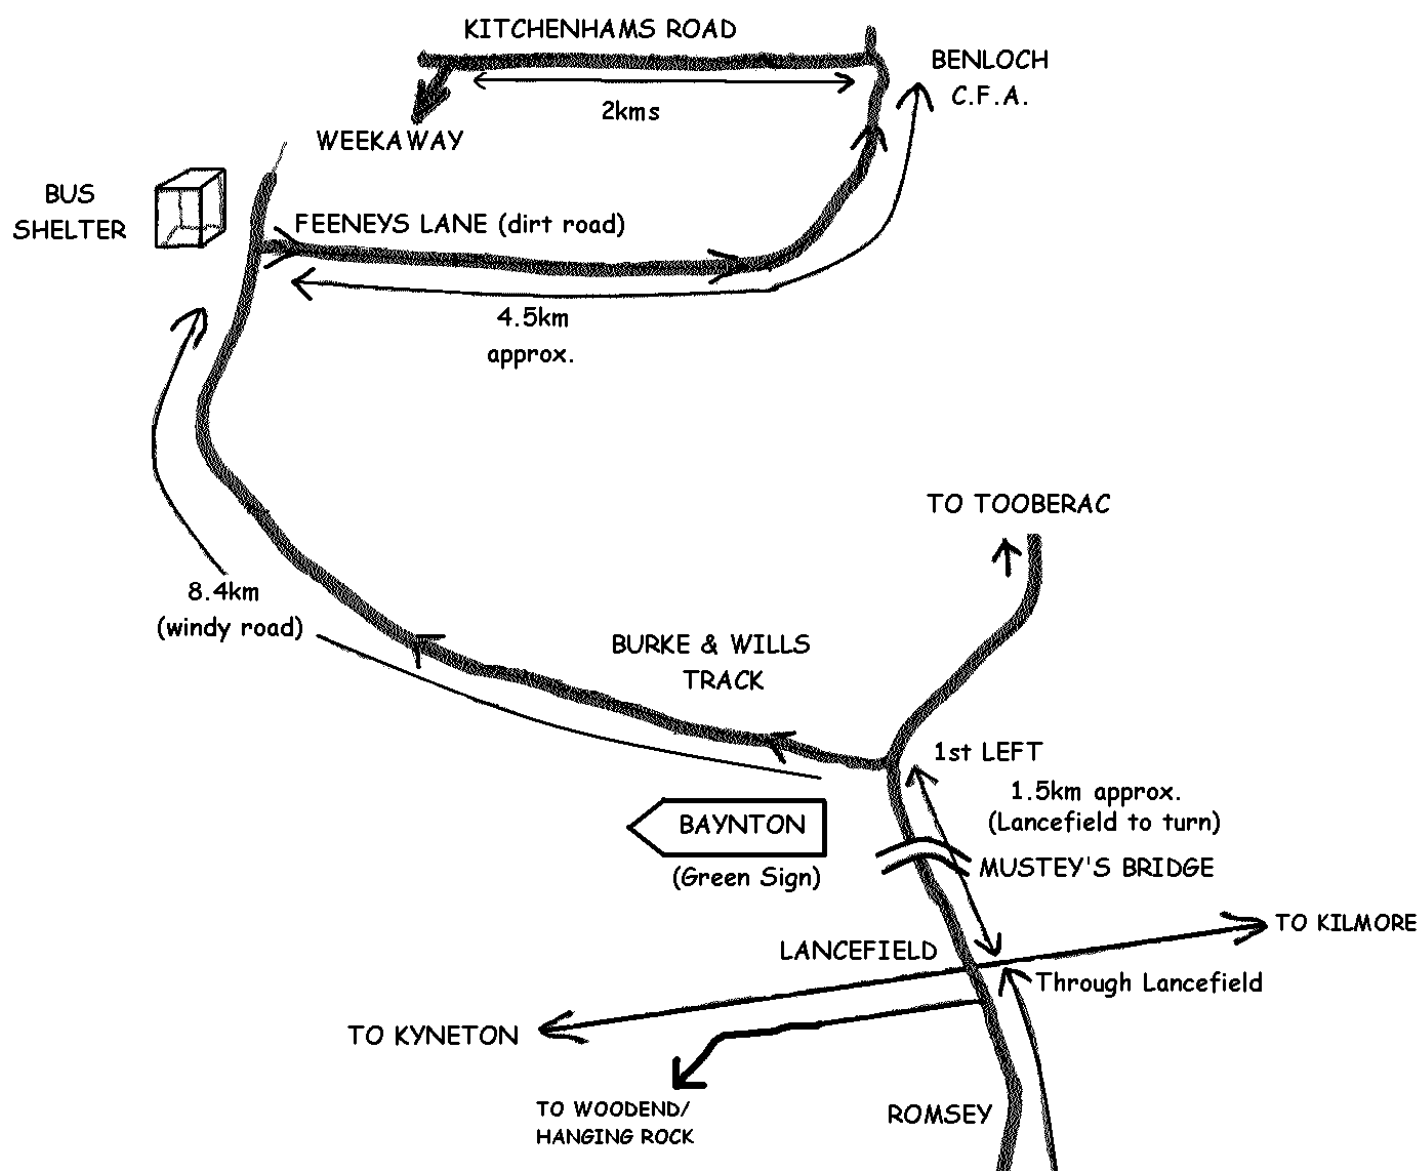 KITCHENHAMS ROAD
BENLOCH
C.F.A.
2kms
WEEKAWAY
BUS
SHELTER
FEENEYS LANE (dirt road)
4.5km
approx.
TO TOOBERAC
8.4km
(windy road)
BURKE & WILLS
TRACK
1st LEFT
1.5km approx.
(Lancefield to turn)
BAYNTON
(Green Sign)
MUSTEY'S BRIDGE
TO KILMORE
LANCEFIELD
Through Lancefield
TO KYNETON
TO WOODEND/
HANGING ROCK
ROMSEY